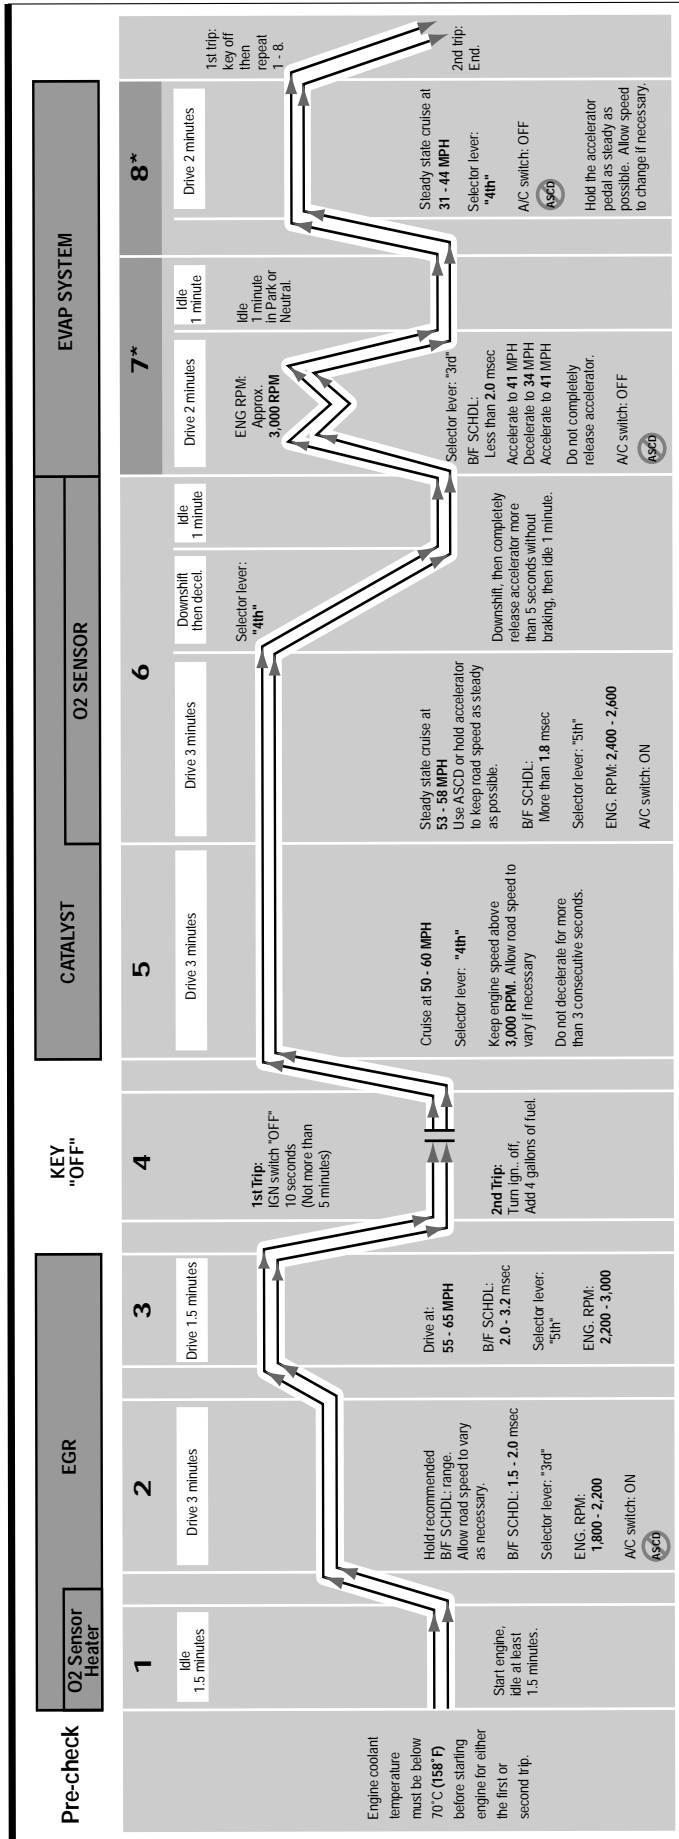 Pre-check
O2 Sensor
Heater
EGR
KEY
"OFF"
CATALYST
O2 SENSOR
EVAP SYSTEM
Engine coolant
temperature
must be below
70˚C (158˚F)
before starting
engine for either
the first or
second trip.
1
Idle
1.5 minutes
Start engine,
idle at least
1.5 minutes.
2
Drive 3 minutes
Hold recommended
B/F SCHDL: range.
Allow road speed to vary
as necessary.
B/F SCHDL: 1.5 - 2.0 msec
Selector lever: "3rd"
ENG. RPM:
1,800 - 2,200
A/C switch: ON
ASCD
3
Drive 1.5 minutes
Drive at:
55 - 65 MPH
B/F SCHDL:
2.0 - 3.2 msec
Selector lever:
"5th"
ENG. RPM:
2,200 - 3,000
4
1st Trip:
IGN switch "OFF"
10 seconds
(Not more than
5 minutes)
2nd Trip:
Turn ign.. off,
Add 4 gallons of fuel.
5
Drive 3 minutes
Cruise at 50 - 60 MPH
Selector lever: "4th"
Keep engine speed above
3,000 RPM. Allow road speed to
vary if necessary
Do not decelerate for more
than 3 consecutive seconds.
6
Drive 3 minutes
Steady state cruise at
53 - 58 MPH
Use ASCD or hold accelerator
to keep road speed as steady
as possible.
B/F SCHDL:
More than 1.8 msec
Selector lever: "5th"
ENG. RPM: 2,400 - 2,600
A/C switch: ON
Downshift
then decel.
Selector lever:
"4th"
Idle
1 minute
Downshift, then completely
release accelerator more
than 5 seconds without
braking, then idle 1 minute.
7*
Drive 2 minutes
ENG RPM:
Approx.
3,000 RPM
Selector lever: "3rd"
B/F SCHDL:
Less than 2.0 msec
Accelerate to 41 MPH
Decelerate to 34 MPH
Accelerate to 41 MPH
Do not completely
release accelerator.
A/C switch: OFF
ASCD
Idle
1 minute
Idle
1 minute
in Park or
Neutral.
8*
Drive 2 minutes
Steady state cruise at
31 - 44 MPH
Selector lever:
"4th"
A/C switch: OFF
ASCD
Hold the accelerator
pedal as steady as
possible. Allow speed
to change if necessary.
1st trip:
key off
then
repeat
1 - 8.
2nd trip:
End.